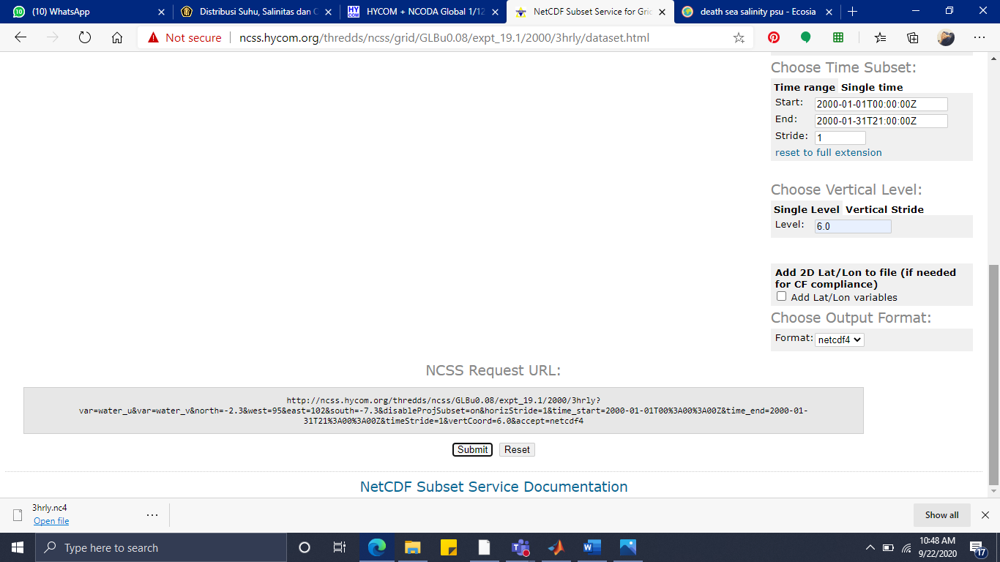 (10) WhatsApp
Distribusi Suhu, Salinitas dan
HYCOM + NCODA Global 1/12
NetCDF Subset Service for Grid
death sea salinity psu - Ecosia
Not secure
ncss.hycom.org/thredds/ncss/grid/GLBu0.08/expt_19.1/2000/3hrly/dataset.html
Choose Time Subset:
Time range Single time
Start: 2000-01-01T00:00:00Z
End: 2000-01-31T21:00:00Z
Stride: 1
reset to full extension
Choose Vertical Level:
Single Level Vertical Stride
Level: 6.0
Add 2D Lat/Lon to file (if needed
for CF compliance)
Add Lat/Lon variables
Choose Output Format:
Format: netcdf4
NCSS Request URL:
http://ncss.hycom.org/thredds/ncss/GLBu0.08/expt_19.1/2000/3hrly?
var=water_u&var=water_v&north=-2.3&west=95&east=102&south=-7.3&disableProjSubset=on&horizStride=1&time_start=2000-01-01T00%3A00%3A00Z&time_end=2000-01-
31T21%3A00%3A00Z&timeStride=1&vertCoord=6.0&accept=netcdf4
Submit Reset
NetCDF Subset Service Documentation
3hrly.nc4
Open file
Show all
Type here to search
10:48 AM
9/22/2020
17